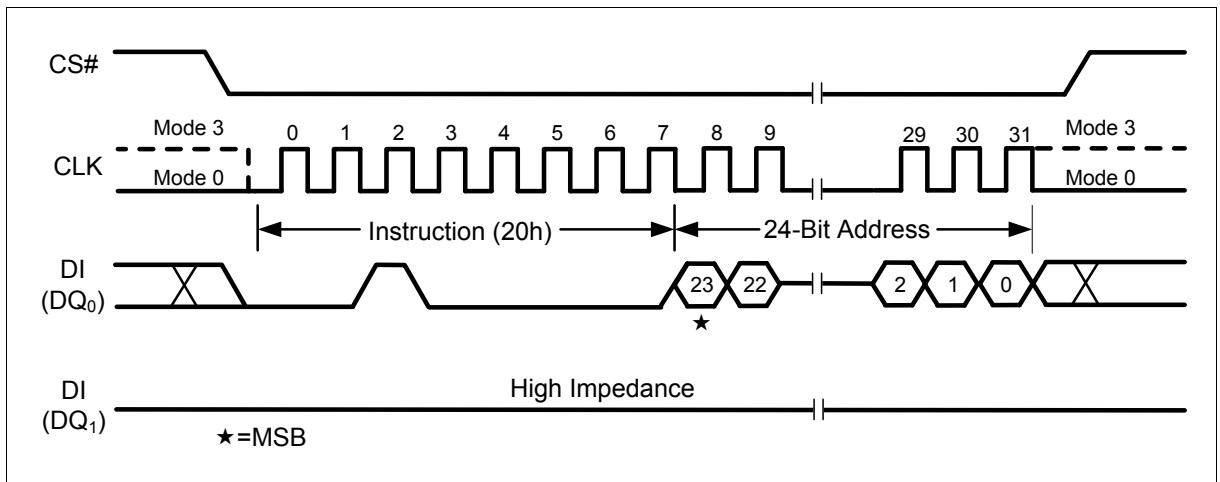 CS#
Mode 3
0 1 2 3 4 5 6 7 8 9 29 30 31
Mode 3
CLK
Mode 0
Mode 0
Instruction (20h)
24-Bit Address
DI
(DQ₀)
23 22 2 1 0
★
High Impedance
DI
(DQ₁)
★=MSB